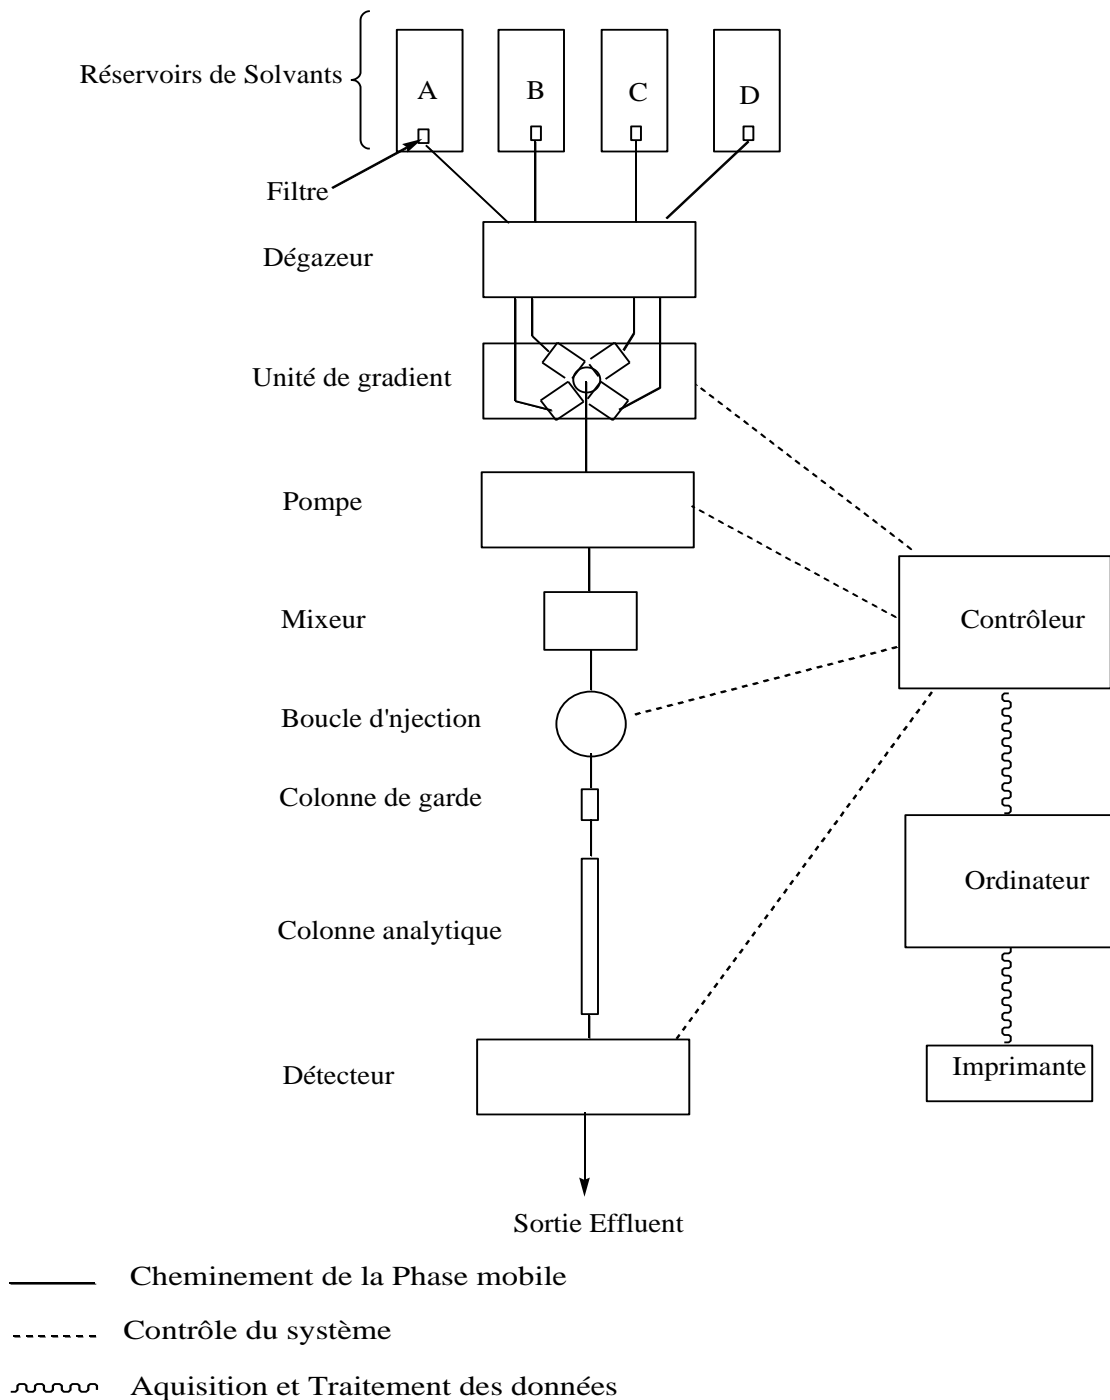 Réservoirs de Solvants
A
B
C
D
Filtre
Dégazeur
Unité de gradient
Pompe
Mixeur
Contrôleur
Boucle d'njection
Colonne de garde
Ordinateur
Colonne analytique
Détecteur
Imprimante
Sortie Effluent
Cheminement de la Phase mobile
Contrôle du système
Aquisition et Traitement des données